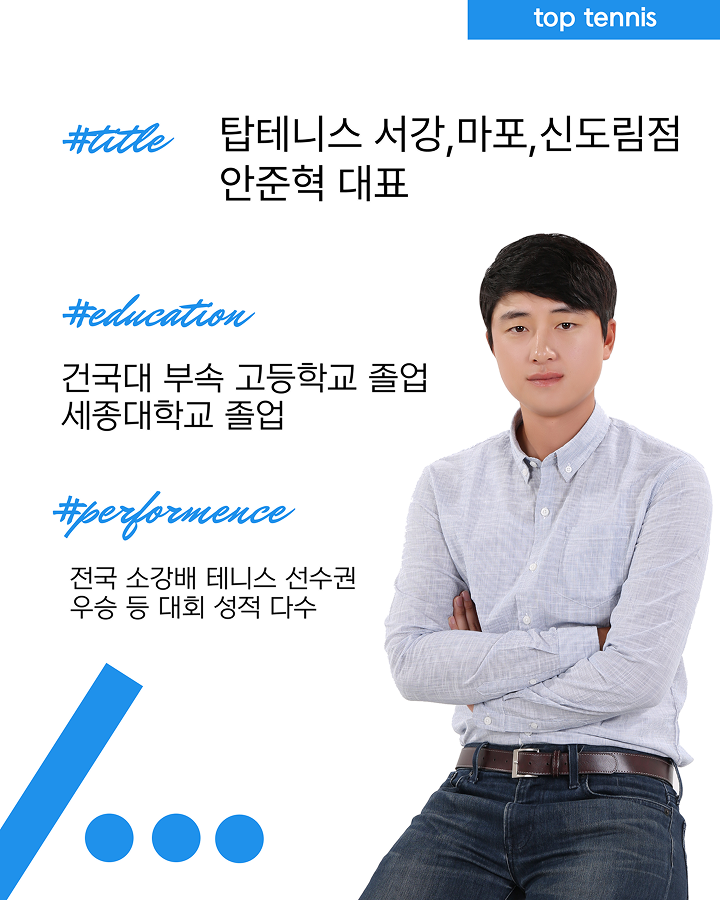 top tennis
#title
탑테니스 서강,마포,신도림점
안준혁 대표
#education
건국대 부속 고등학교 졸업
세종대학교 졸업
#performence
전국 소강배 테니스 선수권
우승 등 대회 성적 다수